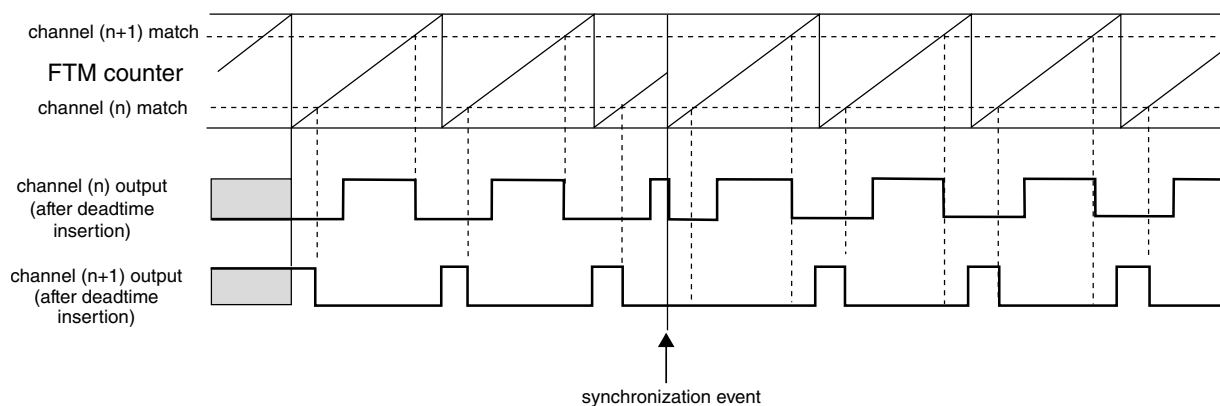 channel (n+1) match
FTM counter
channel (n) match
channel (n) output
(after deadtime
insertion)
channel (n+1) output
(after deadtime
insertion)
synchronization event